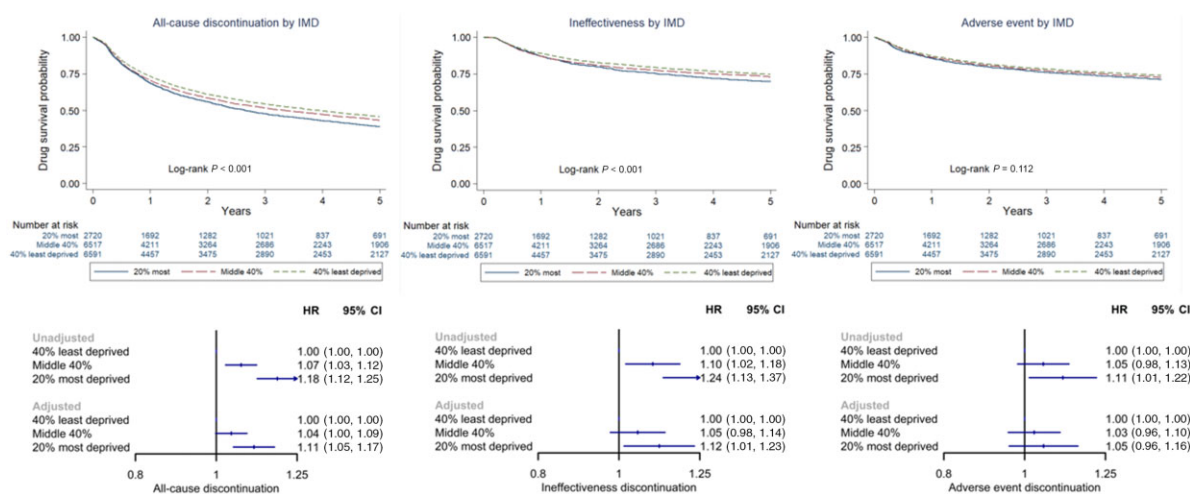 All-cause discontinuation by IMD
Drug survival probability
1.00
0.75
0.50
0.25
0.00
Log-rank P < 0.001
0 1 2 3 4 5
Years
Number at risk
20% most 2720 1692 1282 1021 837 691
Middle 40% 6517 4211 3264 2686 2243 1906
40% least deprived 6591 4457 3475 2890 2453 2127
20% most Middle 40% 40% least deprived
Ineffectiveness by IMD
Drug survival probability
1.00
0.75
0.50
0.25
0.00
Log-rank P < 0.001
0 1 2 3 4 5
Years
Number at risk
20% most 2720 1692 1282 1021 837 691
Middle 40% 6517 4211 3264 2686 2243 1906
40% least deprived 6591 4457 3475 2890 2453 2127
20% most Middle 40% 40% least deprived
Adverse event by IMD
Drug survival probability
1.00
0.75
0.50
0.25
0.00
Log-rank P = 0.112
0 1 2 3 4 5
Years
Number at risk
20% most 2720 1692 1282 1021 837 691
Middle 40% 6517 4211 3264 2686 2243 1906
40% least deprived 6591 4457 3475 2890 2453 2127
20% most Middle 40% 40% least deprived
HR 95% CI
Unadjusted
40% least deprived 1.00 (1.00, 1.00)
Middle 40% 1.07 (1.03, 1.12)
20% most deprived 1.18 (1.12, 1.25)
Adjusted
40% least deprived 1.00 (1.00, 1.00)
Middle 40% 1.04 (1.00, 1.09)
20% most deprived 1.11 (1.05, 1.17)
0.8 1 1.25
All-cause discontinuation
HR 95% CI
Unadjusted
40% least deprived 1.00 (1.00, 1.00)
Middle 40% 1.10 (1.02, 1.18)
20% most deprived 1.24 (1.13, 1.37)
Adjusted
40% least deprived 1.00 (1.00, 1.00)
Middle 40% 1.05 (0.98, 1.14)
20% most deprived 1.12 (1.01, 1.23)
0.8 1 1.25
Ineffectiveness discontinuation
HR 95% CI
Unadjusted
40% least deprived 1.00 (1.00, 1.00)
Middle 40% 1.05 (0.98, 1.13)
20% most deprived 1.11 (1.01, 1.22)
Adjusted
40% least deprived 1.00 (1.00, 1.00)
Middle 40% 1.03 (0.96, 1.10)
20% most deprived 1.05 (0.96, 1.16)
0.8 1 1.25
Adverse event discontinuation